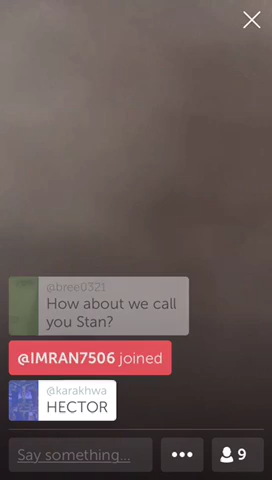 @bree0321
How about we call
you Stan?
@IMRAN7506 joined
@karakhwa
HECTOR
Say something...
9